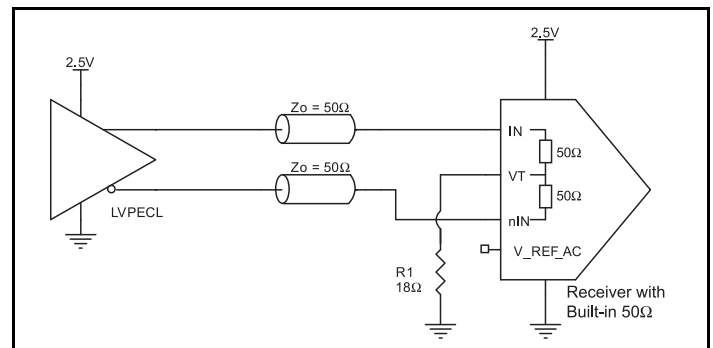 2.5V
2.5V
Zo = 50Ω
IN
50Ω
Zo = 50Ω
VT
50Ω
nIN
LVPECL
V_REF_AC
R1
18Ω
Receiver with
Built-in 50Ω